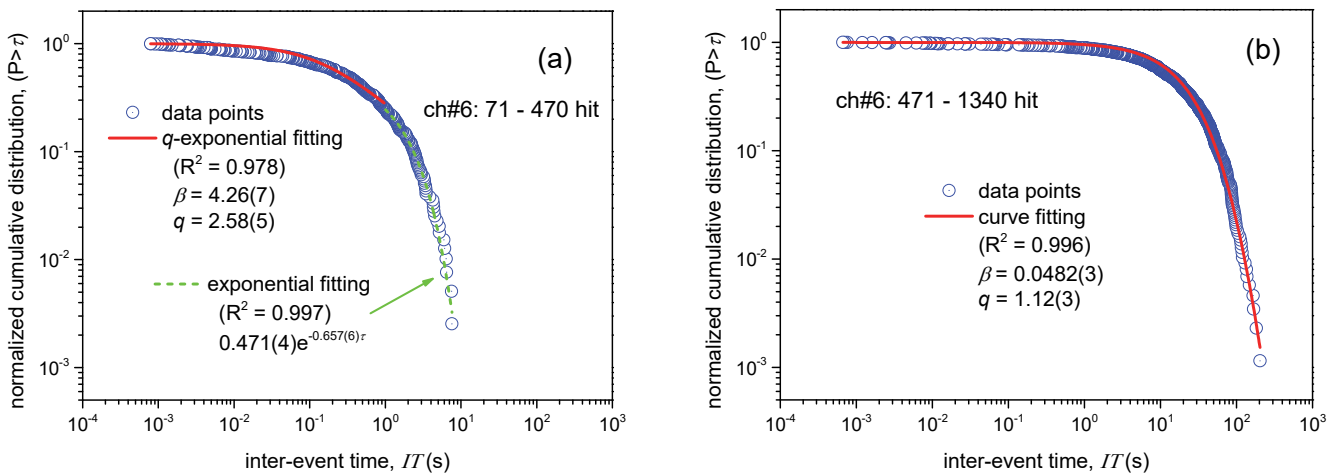 normalized cumulative distribution, (P>τ)
10⁰
10⁻¹
10⁻²
10⁻³
(a)
ch#6: 71 - 470 hit
data points
q-exponential fitting
(R² = 0.978)
β = 4.26(7)
q = 2.58(5)
exponential fitting
(R² = 0.997)
0.471(4)e^-0.657(6)τ
10⁻⁴ 10⁻³ 10⁻² 10⁻¹ 10⁰ 10¹ 10² 10³
inter-event time, IT (s)
normalized cumulative distribution, (P>τ)
10⁰
10⁻¹
10⁻²
10⁻³
(b)
ch#6: 471 - 1340 hit
data points
curve fitting
(R² = 0.996)
β = 0.0482(3)
q = 1.12(3)
10⁻⁴ 10⁻³ 10⁻² 10⁻¹ 10⁰ 10¹ 10² 10³
inter-event time, IT (s)